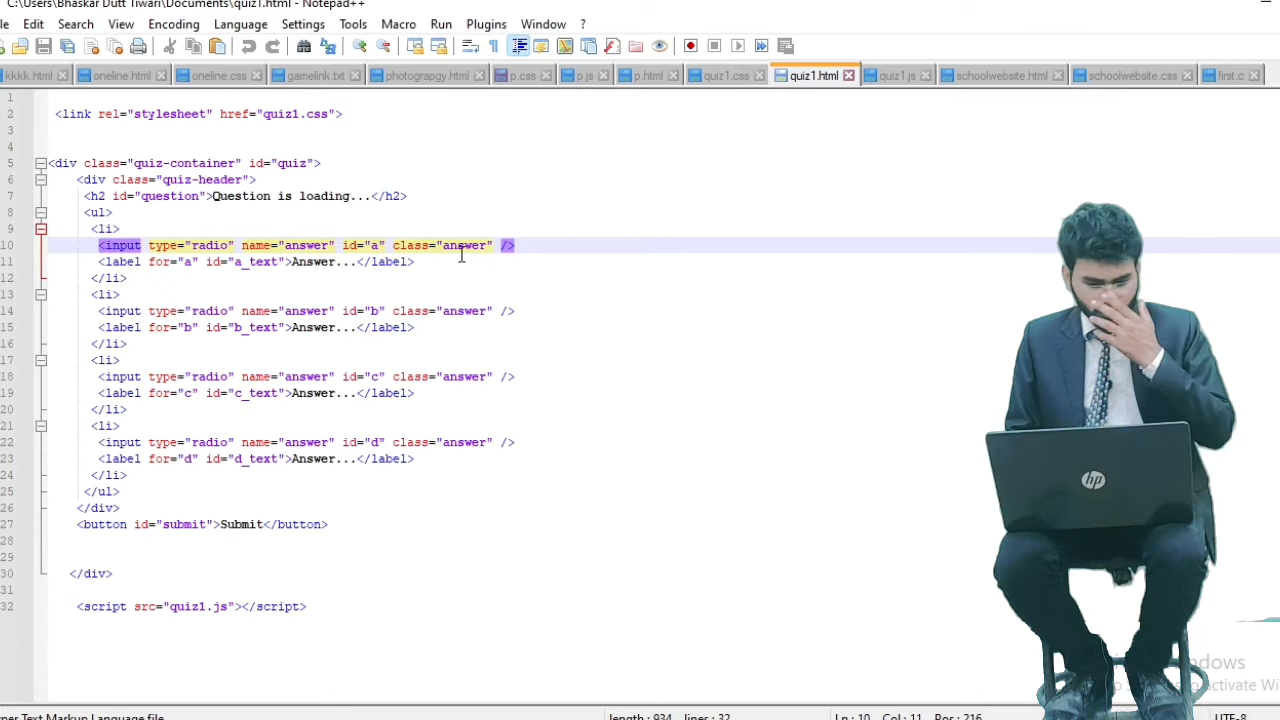 C:\Users\Bhaskar Dutt Tiwari\Documents\quiz1.html - Notepad++
Edit Search View Encoding Language Settings Tools Macro Run Plugins Window ?
kkkk.html oneline.html oneline.css gamelink.txt photograpgy.html p.css p.js p.html quiz1.css quiz1.html quiz1.js schoolwebsite.html schoolwebsite.css first.c
1
2 <link rel="stylesheet" href="quiz1.css">
3
4
5 <div class="quiz-container" id="quiz">
6 <div class="quiz-header">
7 <h2 id="question">Question is loading...</h2>
8 <ul>
9 <li>
10 <input type="radio" name="answer" id="a" class="answer" />
11 <label for="a" id="a_text">Answer...</label>
12 </li>
13 <li>
14 <input type="radio" name="answer" id="b" class="answer" />
15 <label for="b" id="b_text">Answer...</label>
16 </li>
17 <li>
18 <input type="radio" name="answer" id="c" class="answer" />
19 <label for="c" id="c_text">Answer...</label>
20 </li>
21 <li>
22 <input type="radio" name="answer" id="d" class="answer" />
23 <label for="d" id="d_text">Answer...</label>
24 </li>
25 </ul>
26 </div>
27 <button id="submit">Submit</button>
28
29
30 </div>
31
32 <script src="quiz1.js"></script>
hp
Text Markup Language file length : 934 lines : 32 Ln : 10 Col : 11 Pos : 216 UTF-8